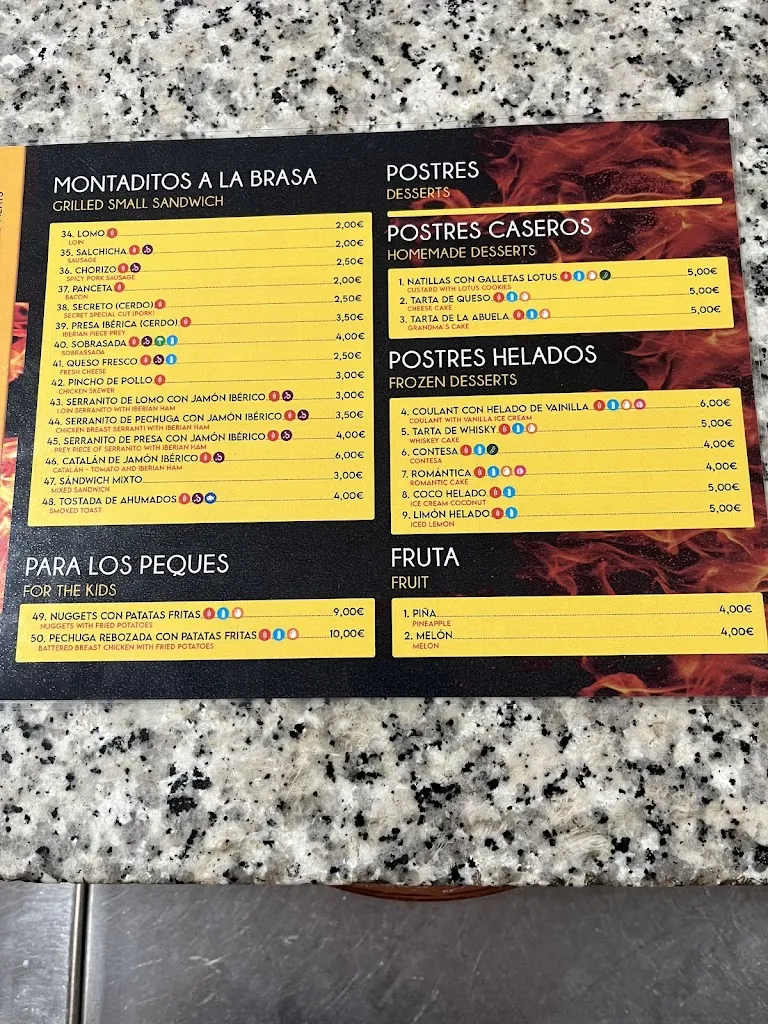 MONTADITOS A LA BRASA
GRILLED SMALL SANDWICH
34. LOMO 2,00€
LOIN
35. SALCHICHA 2,00€
SAUSAGE
36. CHORIZO 2,50€
SPICY PORK SAUSAGE
37. PANCETA 2,00€
BACON
38. SECRETO (CERDO) 2,50€
SECRET SPECIAL CUT (PORK)
39. PRESA IBÉRICA (CERDO) 3,50€
IBERIAN PIECE PREY
40. SOBRASADA 4,00€
SOBRASSADA
41. QUESO FRESCO 2,50€
FRESH CHEESE
42. PINCHO DE POLLO 3,00€
CHICKEN SKEWER
43. SERRANITO DE LOMO CON JAMÓN IBÉRICO 3,00€
LOIN SERRANITO WITH IBERIAN HAM
44. SERRANITO DE PECHUGA CON JAMÓN IBÉRICO 3,50€
CHICKEN BREAST SERRANTI WITH IBERIAN HAM
45. SERRANITO DE PRESA CON JAMÓN IBÉRICO 4,00€
PREY PIECE OF SERRANITO WITH IBERIAN HAM
46. CATALÁN DE JAMÓN IBÉRICO 6,00€
CATALÁN - TOMATO AND IBERIAN HAM
47. SÁNDWICH MIXTO 3,00€
MIXED SANDWICH
48. TOSTADA DE AHUMADOS 4,00€
SMOKED TOAST
PARA LOS PEQUES
FOR THE KIDS
49. NUGGETS CON PATATAS FRITAS 9,00€
NUGGETS WITH FRIED POTATOES
50. PECHUGA REBOZADA CON PATATAS FRITAS 10,00€
BATTERED BREAST CHICKEN WITH FRIED POTATOES
POSTRES
DESSERTS
POSTRES CASEROS
HOMEMADE DESSERTS
1. NATILLAS CON GALLETAS LOTUS 5,00€
CUSTARD WITH LOTUS COOKIES
2. TARTA DE QUESO 5,00€
CHEESE CAKE
3. TARTA DE LA ABUELA 5,00€
GRANDMA'S CAKE
POSTRES HELADOS
FROZEN DESSERTS
4. COULANT CON HELADO DE VAINILLA 6,00€
COULANT WITH VANILLA ICE CREAM
5. TARTA DE WHISKY 5,00€
WHISKEY CAKE
6. CONTESA 4,00€
CONTESA
7. ROMÁNTICA 4,00€
ROMANTIC CAKE
8. COCO HELADO 5,00€
ICE CREAM COCONUT
9. LIMÓN HELADO 5,00€
ICED LEMON
FRUTA
FRUIT
1. PIÑA 4,00€
PINEAPPLE
2. MELÓN 4,00€
MELON